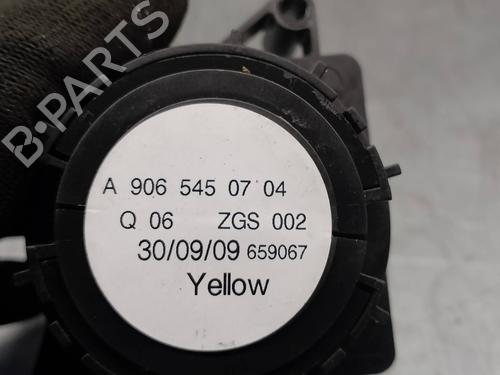 B-PARTS
A 906 545 07 04
Q 06 ZGS 002
30/09/09 659067
Yellow